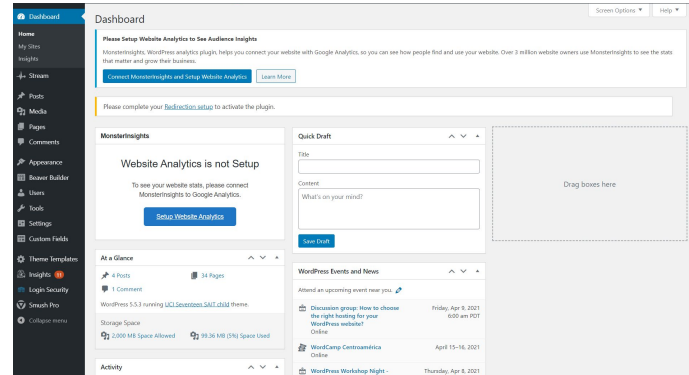 Screen Options ▼
Help ▼
Dashboard
Home
My Sites
Insights
Stream
Posts
Media
Pages
Comments
Appearance
Beaver Builder
Users
Tools
Settings
Custom Fields
Theme Templates
Insights 11
Login Security
Smush Pro
Collapse menu
Dashboard
Please Setup Website Analytics to See Audience Insights
MonsterInsights, WordPress analytics plugin, helps you connect your website with Google Analytics, so you can see how people find and use your website. Over 3 million website owners use MonsterInsights to see the stats
that matter and grow their business.
Connect MonsterInsights and Setup Website Analytics
Learn More
Please complete your Redirection setup to activate the plugin.
MonsterInsights
Website Analytics is not Setup
To see your website stats, please connect
MonsterInsights to Google Analytics.
Setup Website Analytics
At a Glance
4 Posts
34 Pages
1 Comment
WordPress 5.5.3 running UCI Seventeen SAIT child theme.
Storage Space
2,000 MB Space Allowed
99.36 MB (5%) Space Used
Activity
Quick Draft
Title
Content
What's on your mind?
Save Draft
WordPress Events and News
Attend an upcoming event near you.
Discussion group: How to choose
the right hosting for your
WordPress website?
Online
Friday, Apr 9, 2021
6:00 am PDT
WordCamp Centroamérica
Online
April 15–16, 2021
WordPress Workshop Night -
Thursday, Apr 8, 2021
Drag boxes here